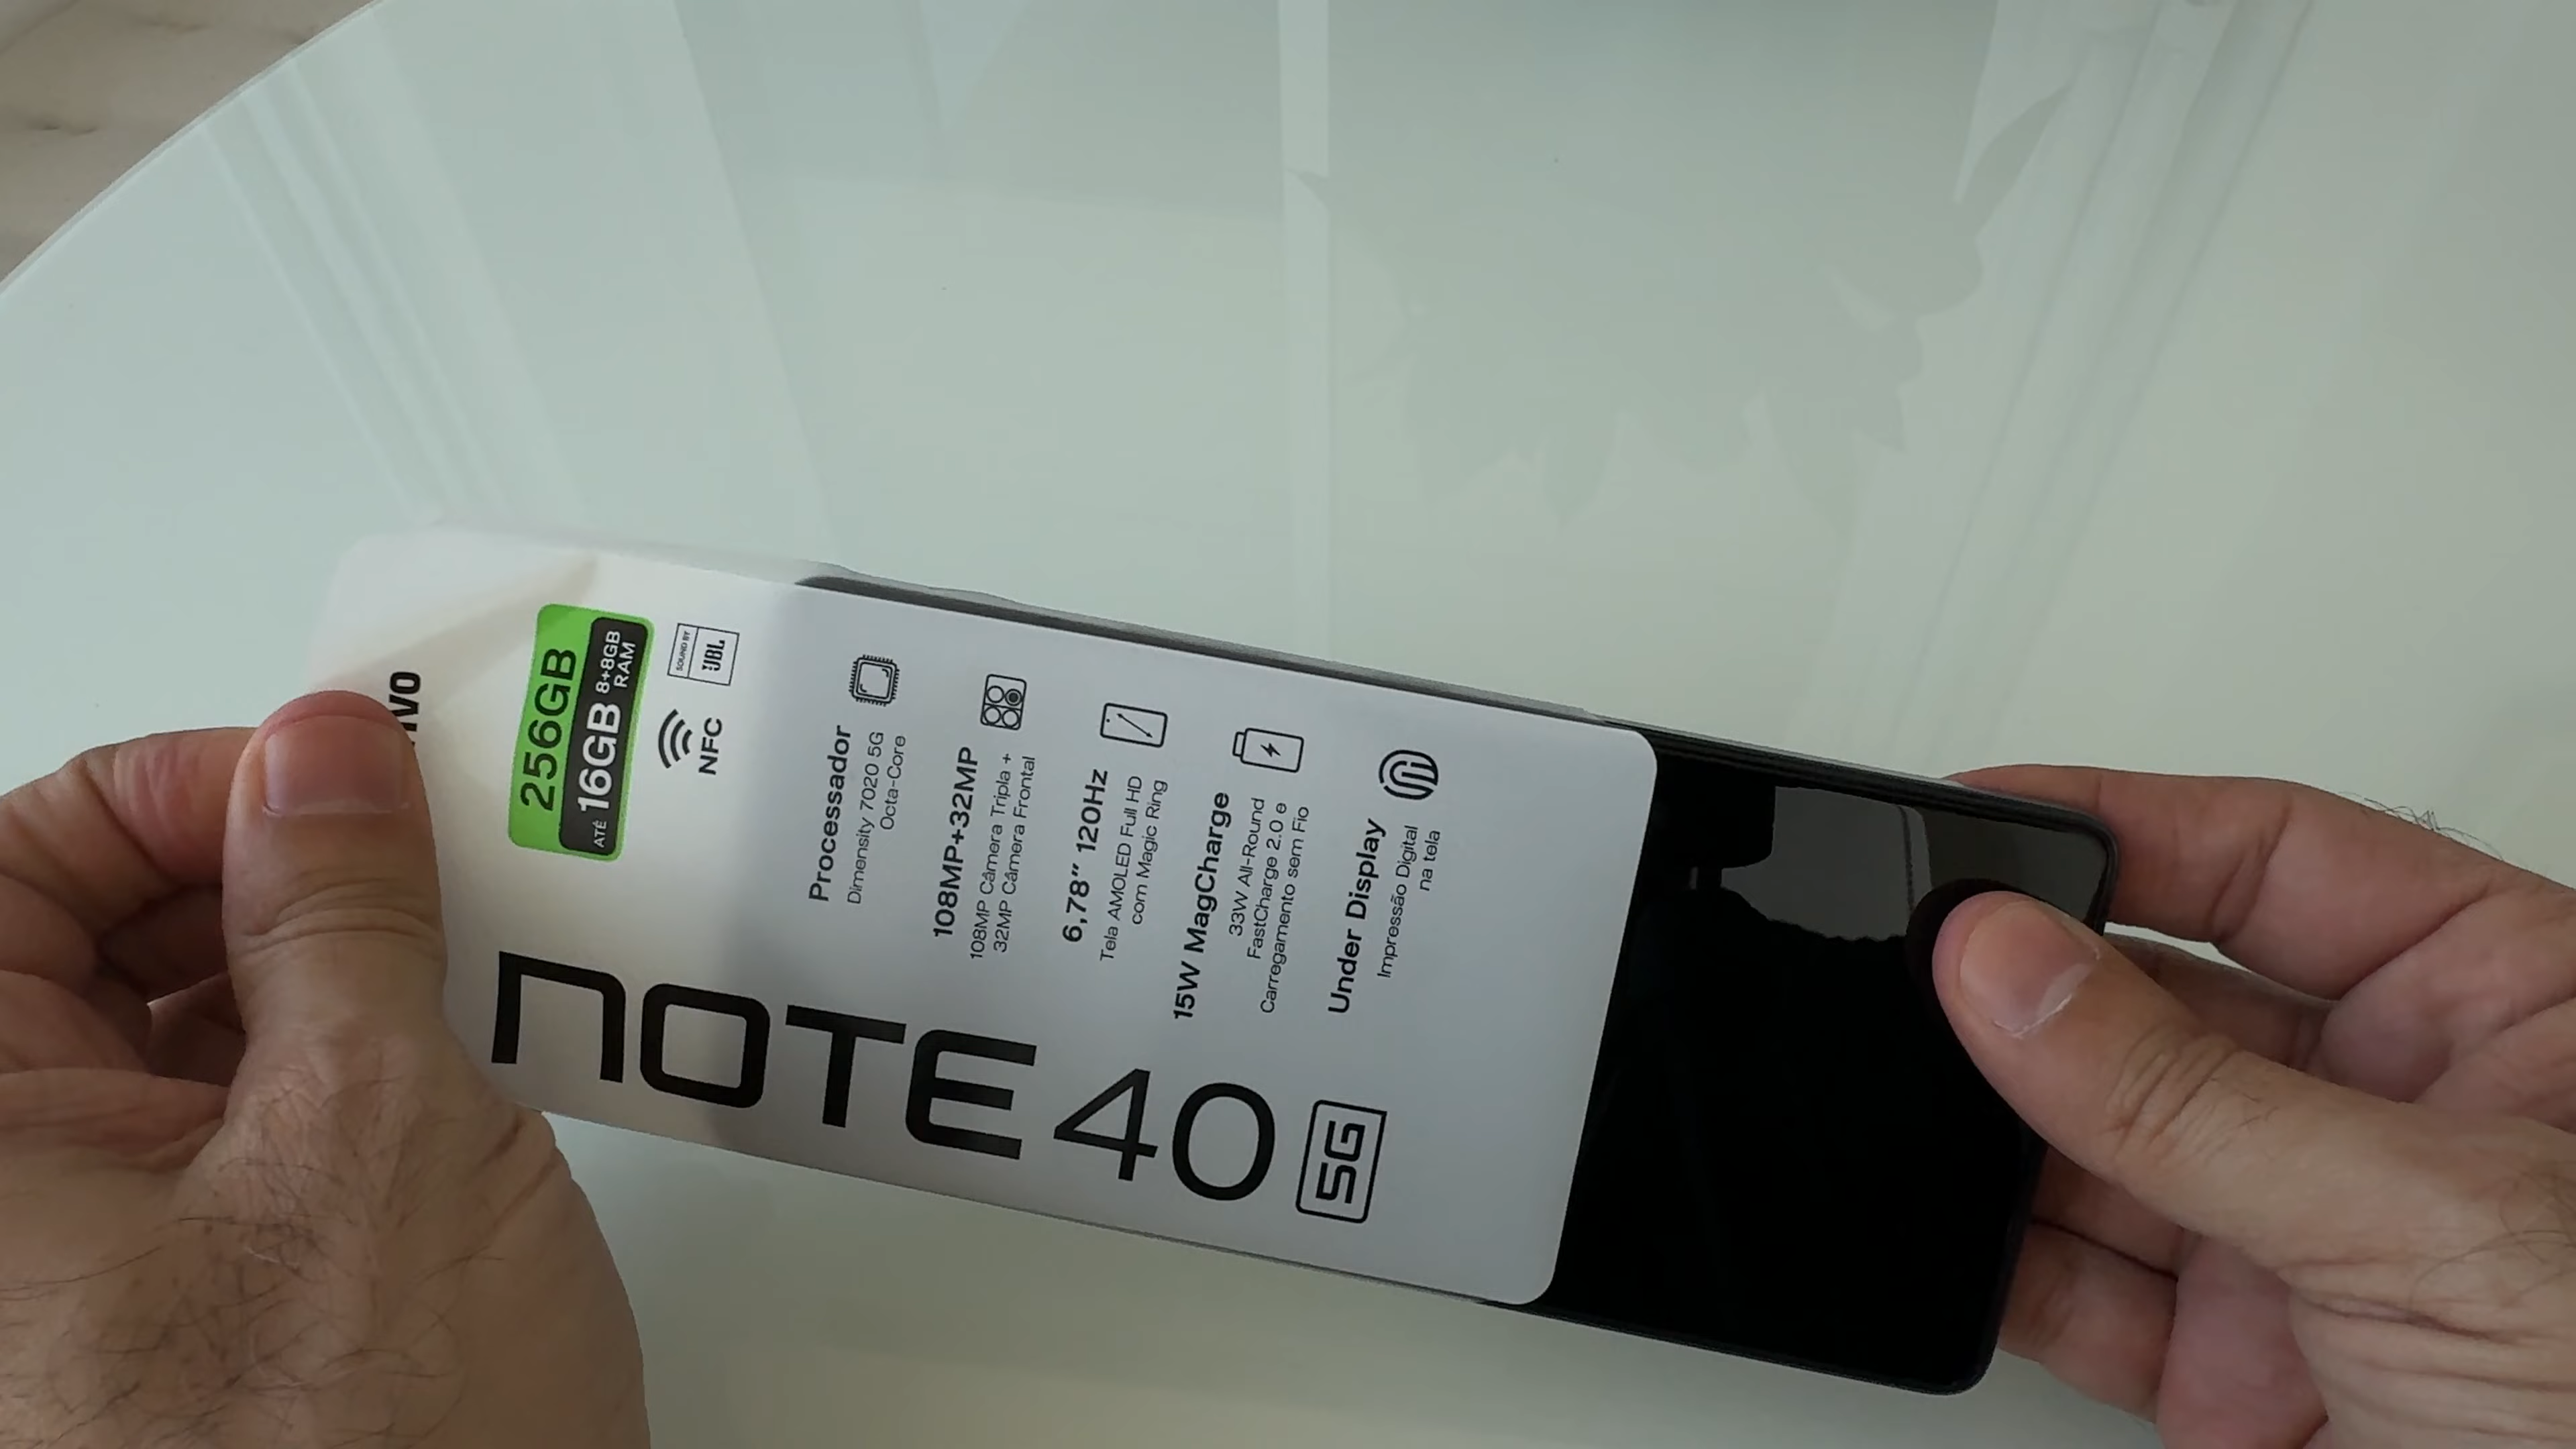 256GB
ATÉ 16GB 8+8GB
RAM
NFC
SOUND BY
JBL
Processador
Dimensity 7020 5G
Octa-Core
108MP+32MP
108MP Câmera Tripla +
32MP Câmera Frontal
6,78" 120Hz
Tela AMOLED Full HD
com Magic Ring
15W MagCharge
33W All-Round
FastCharge 2.0 e
Carregamento sem Fio
Under Display
Impressão Digital
na tela
NOTE 40 5G